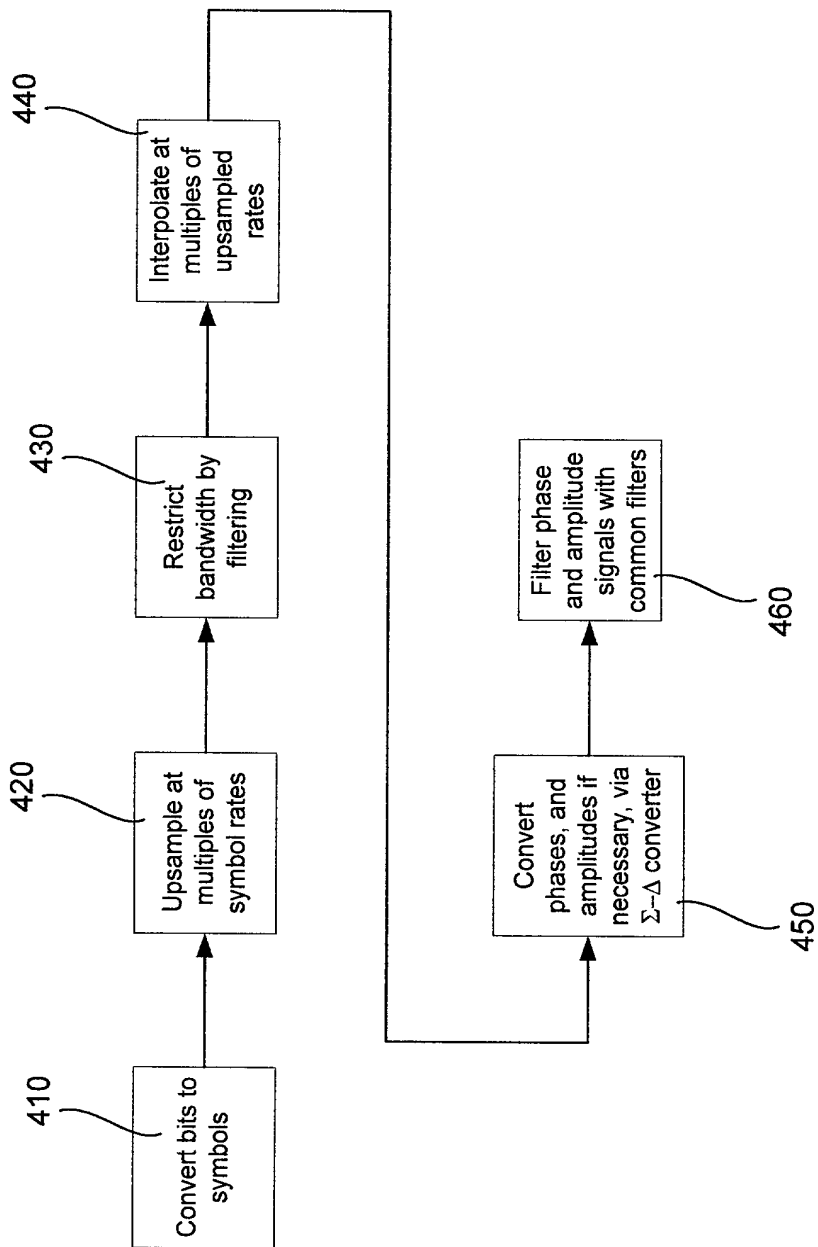 410
Convert bits to
symbols
420
Upsample at
multiples of
symbol rates
430
Restrict
bandwidth by
filtering
440
Interpolate at
multiples of
upsampled
rates
450
Convert
phases, and
amplitudes if
necessary, via
Σ–Δ converter
460
Filter phase
and amplitude
signals with
common filters